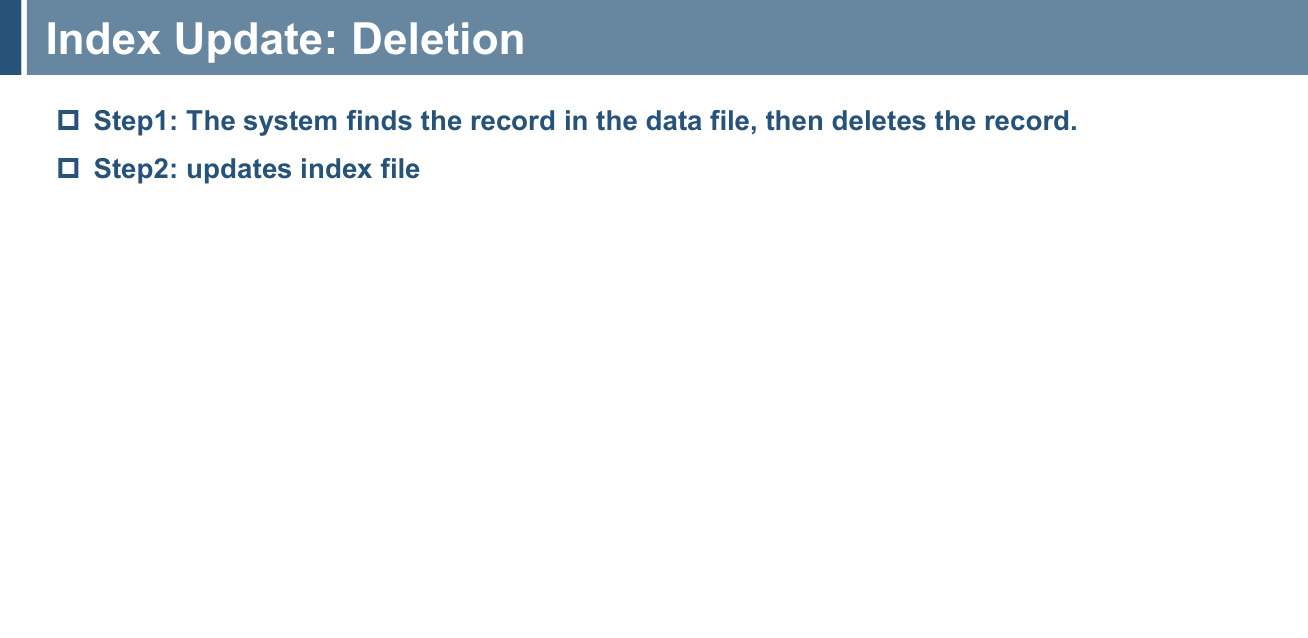 Index Update: Deletion
Step1: The system finds the record in the data file, then deletes the record.
Step2: updates index file